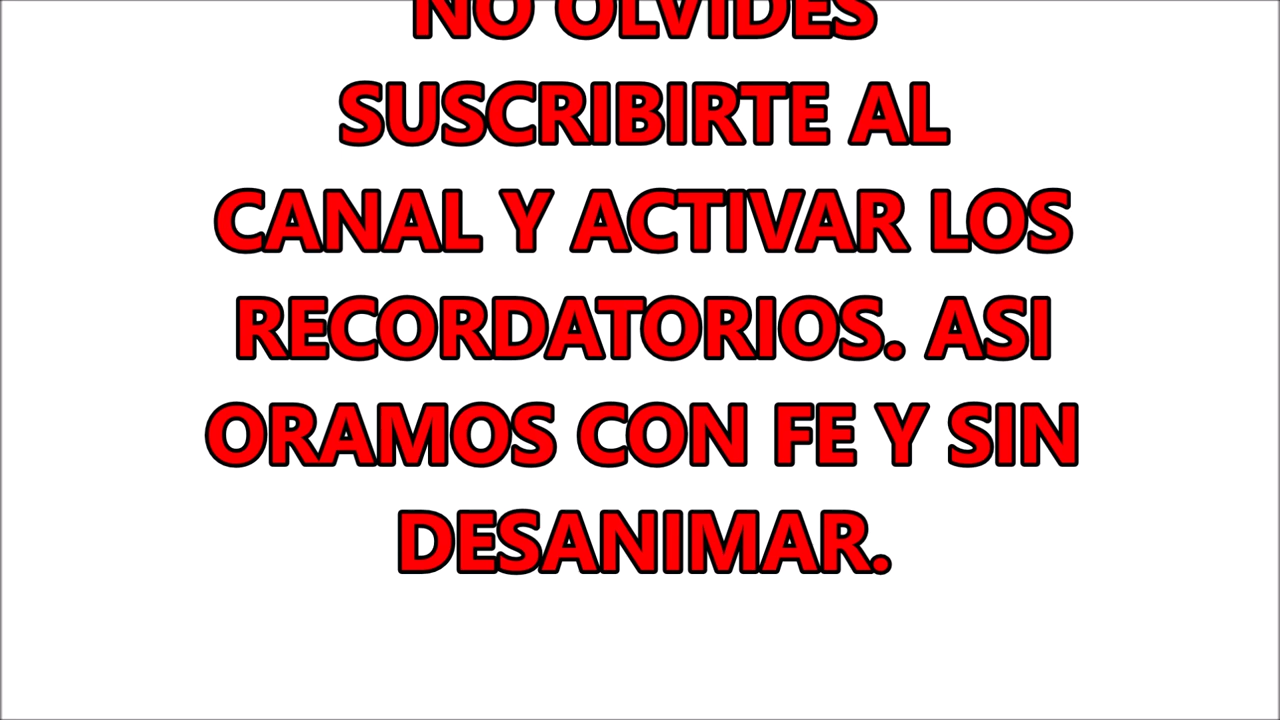 NO OLVIDES
SUSCRIBIRTE AL
CANAL Y ACTIVAR LOS
RECORDATORIOS. ASI
ORAMOS CON FE Y SIN
DESANIMAR.